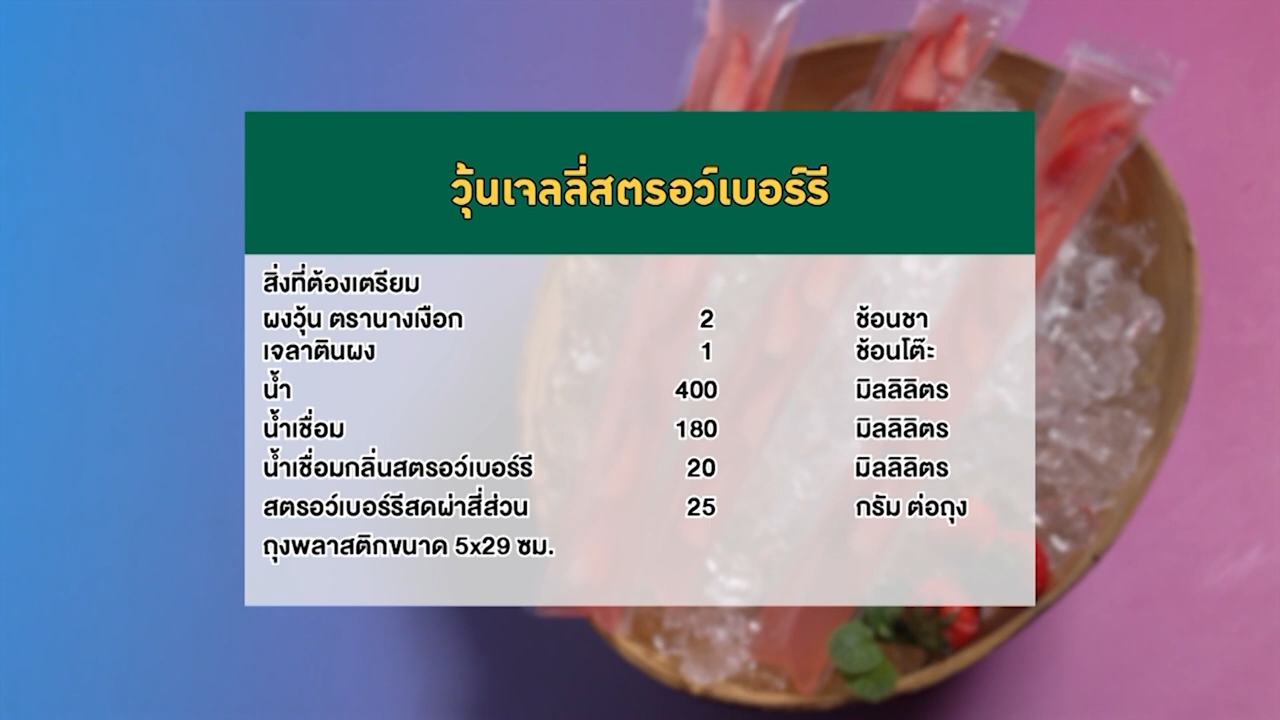 วุ้นเจลลี่สตรอว์เบอร์รี
สิ่งที่ต้องเตรียม
ผงวุ้น ตรานางเงือก 2 ช้อนชา
เจลาตินผง 1 ช้อนโต๊ะ
น้ำ 400 มิลลิลิตร
น้ำเชื่อม 180 มิลลิลิตร
น้ำเชื่อมกลิ่นสตรอว์เบอร์รี 20 มิลลิลิตร
สตรอว์เบอร์รีสดผ่าสี่ส่วน 25 กรัม ต่อถุง
ถุงพลาสติกขนาด 5x29 ซม.